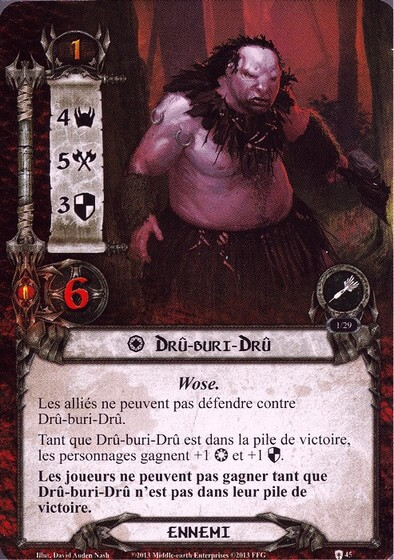 1
4
5
3
6
1/29
DRÛ-BURI-DRÛ
Wose.
Les alliés ne peuvent pas défendre contre
Drû-buri-Drû.
Tant que Drû-buri-Drû est dans la pile de victoire,
les personnages gagnent +1 et +1 .
Les joueurs ne peuvent pas gagner tant que
Drû-buri-Drû n'est pas dans leur pile de
victoire.
ENNEMI
Illus. David Auden Nash ©2013 Middle-earth Enterprises ©2013 FFG 45